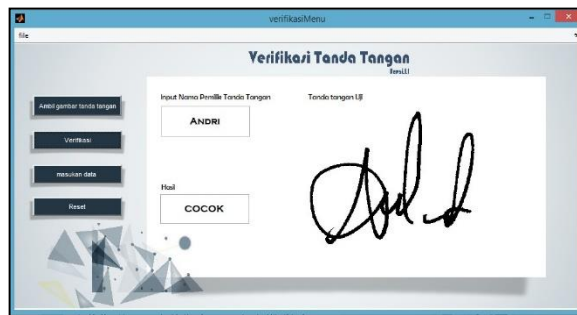 verifikasiMenu
file
Verifikasi Tanda Tangan
Ambil gambar tanda tangan
Verifikasi
masukan data
Reset
Input Nama Pemilik Tanda Tangan
ANDRI
Tanda tangan Uji
Hasil
COCOK